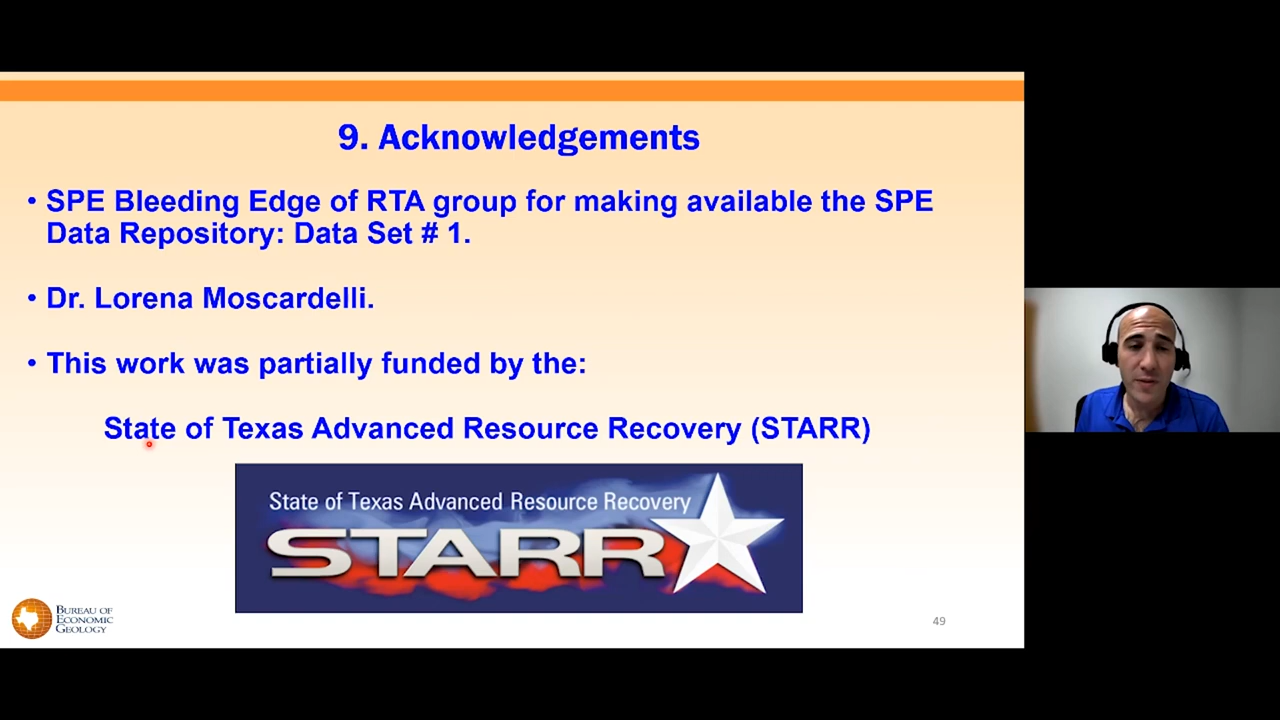 9. Acknowledgements
• SPE Bleeding Edge of RTA group for making available the SPE
Data Repository: Data Set # 1.
• Dr. Lorena Moscardelli.
• This work was partially funded by the:
State of Texas Advanced Resource Recovery (STARR)
State of Texas Advanced Resource Recovery
STARR
BUREAU OF
ECONOMIC
GEOLOGY
49